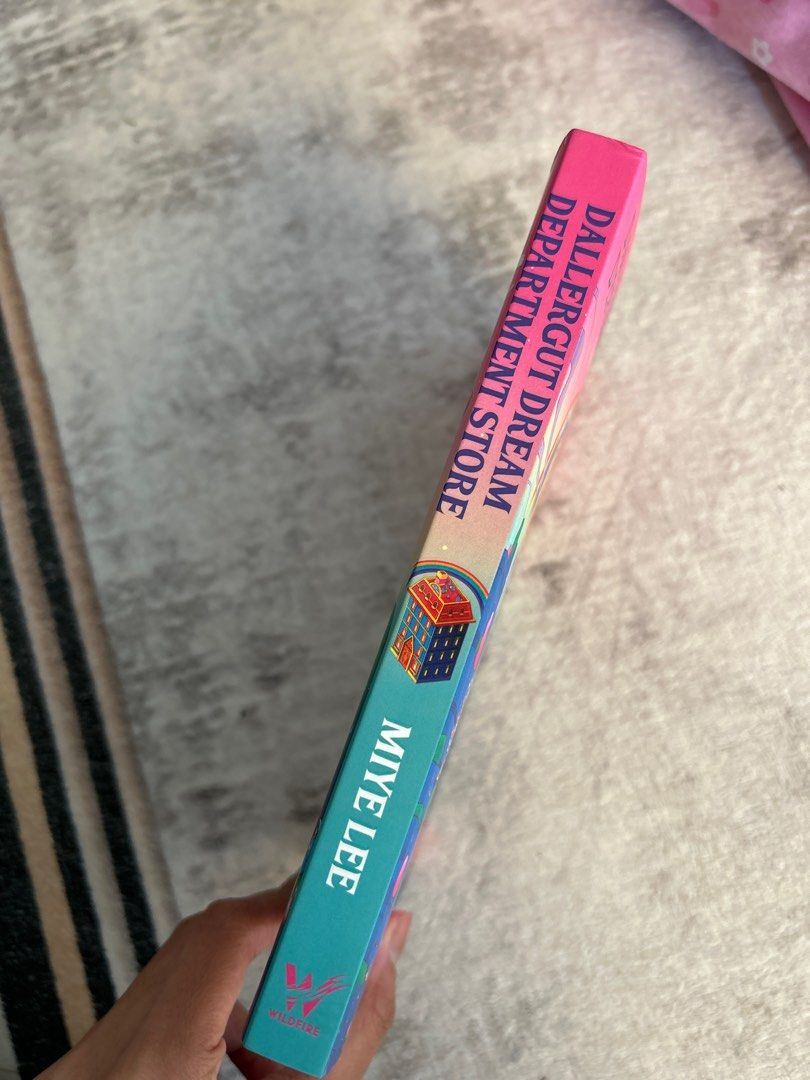 DALLERGUT DREAM
DEPARTMENT STORE
MIYE LEE
W
WILDFIRE